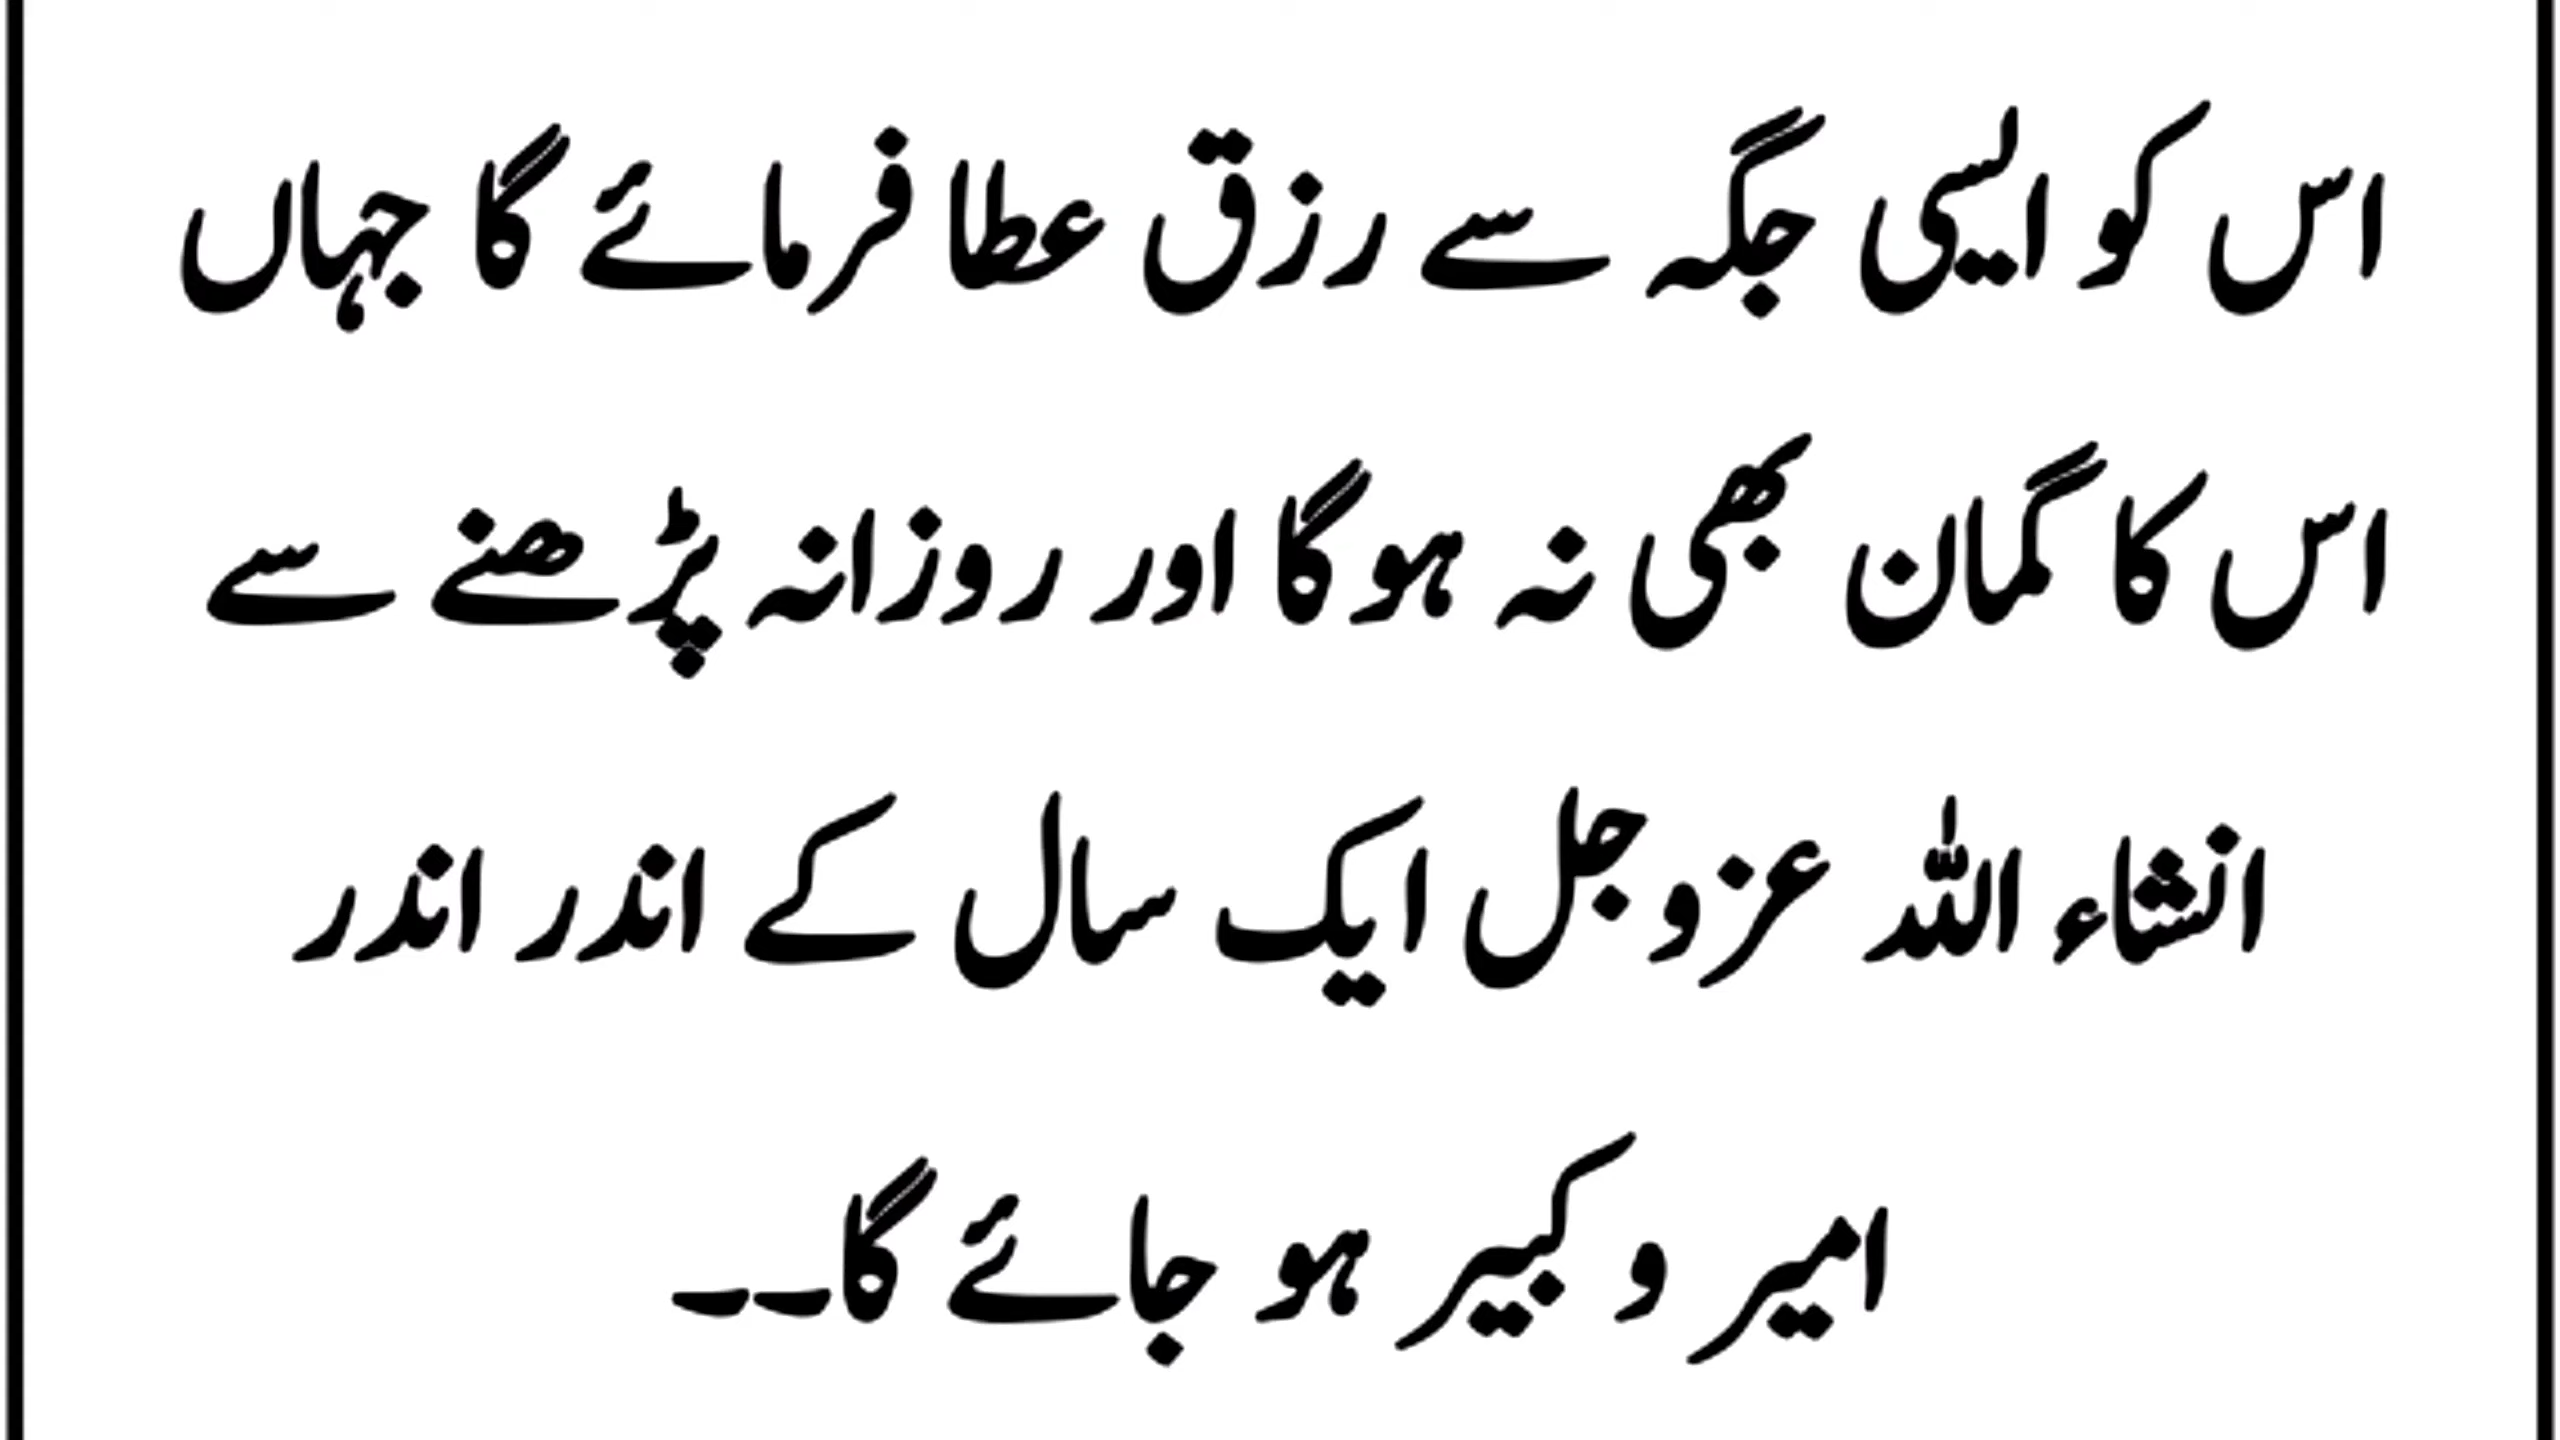 اس کو ایسی جگہ سے رزق عطا فرمائے گا جہاں
اس کا گمان بھی نہ ہو گا اور روزانہ پڑھنے سے
انشاء اللہ عزوجل ایک سال کے اندر اندر
امیر و کبیر ہو جائے گا۔۔